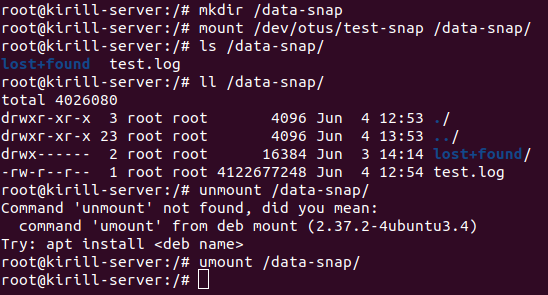 root@kirill-server:/# mkdir /data-snap
root@kirill-server:/# mount /dev/otus/test-snap /data-snap/
root@kirill-server:/# ls /data-snap/
lost+found  test.log
root@kirill-server:/# ll /data-snap/
total 4026080
drwxr-xr-x  3 root root       4096 Jun  4 12:53 ./
drwxr-xr-x 23 root root       4096 Jun  4 13:53 ../
drwx------  2 root root      16384 Jun  3 14:14 lost+found/
-rw-r--r--  1 root root 4122677248 Jun  4 12:54 test.log
root@kirill-server:/# unmount /data-snap/
Command 'unmount' not found, did you mean:
  command 'umount' from deb mount (2.37.2-4ubuntu3.4)
Try: apt install <deb name>
root@kirill-server:/# umount /data-snap/
root@kirill-server:/#